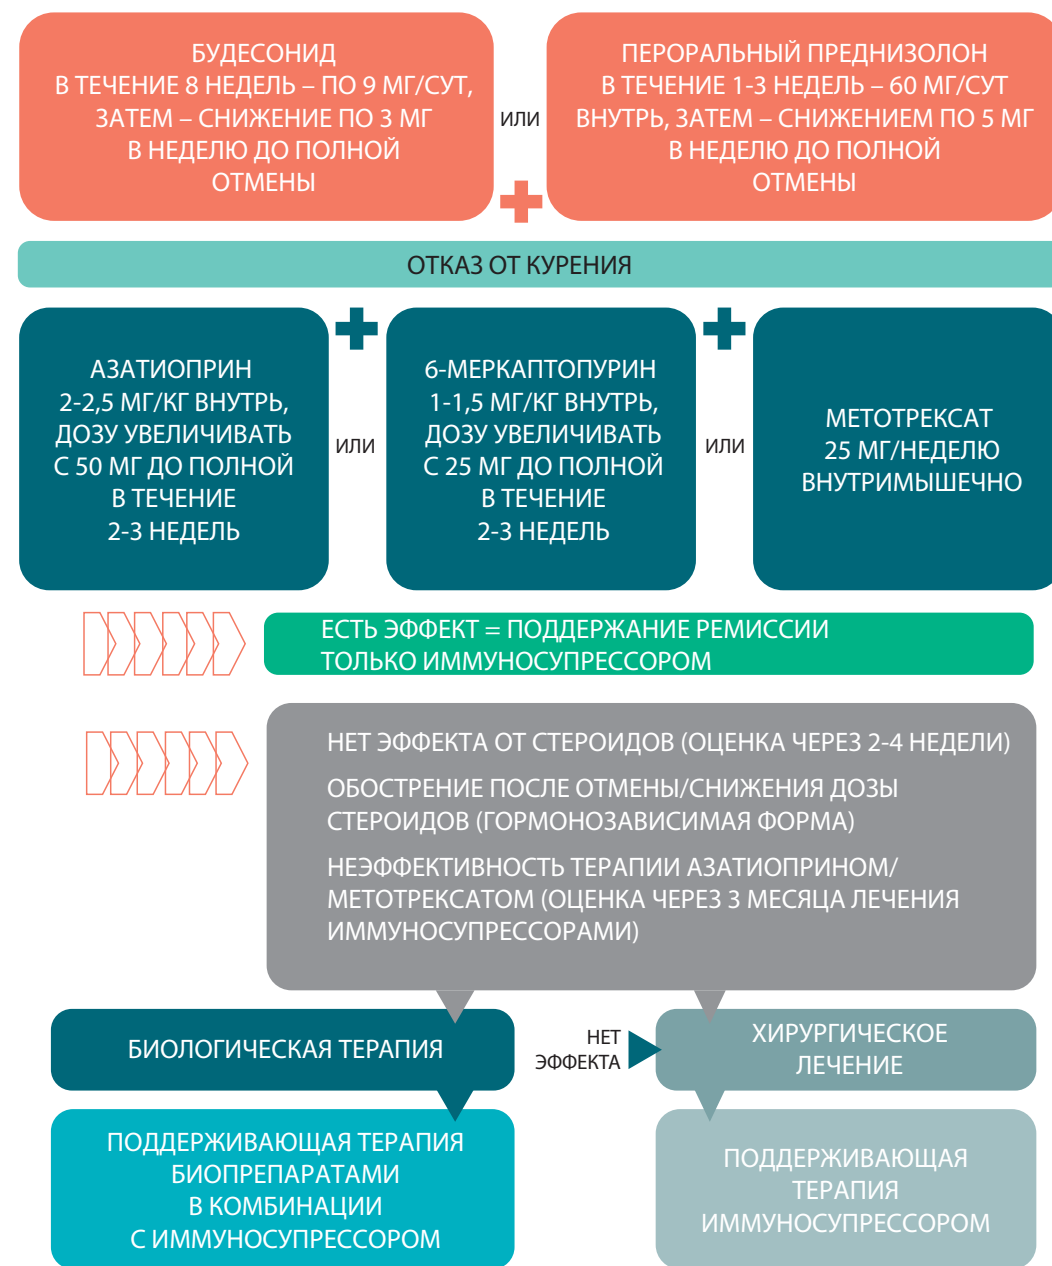 БУДЕСОНИД
В ТЕЧЕНИЕ 8 НЕДЕЛЬ – ПО 9 МГ/СУТ,
ЗАТЕМ – СНИЖЕНИЕ ПО 3 МГ
В НЕДЕЛЮ ДО ПОЛНОЙ
ОТМЕНЫ
ИЛИ
ПЕРОРАЛЬНЫЙ ПРЕДНИЗОЛОН
В ТЕЧЕНИЕ 1-3 НЕДЕЛЬ – 60 МГ/СУТ
ВНУТРЬ, ЗАТЕМ – СНИЖЕНИЕМ ПО 5 МГ
В НЕДЕЛЮ ДО ПОЛНОЙ
ОТМЕНЫ
ОТКАЗ ОТ КУРЕНИЯ
АЗАТИОПРИН
2-2,5 МГ/КГ ВНУТРЬ,
ДОЗУ УВЕЛИЧИВАТЬ
С 50 МГ ДО ПОЛНОЙ
В ТЕЧЕНИЕ
2-3 НЕДЕЛЬ
ИЛИ
6-МЕРКАПТОПУРИН
1-1,5 МГ/КГ ВНУТРЬ,
ДОЗУ УВЕЛИЧИВАТЬ
С 25 МГ ДО ПОЛНОЙ
В ТЕЧЕНИЕ
2-3 НЕДЕЛЬ
ИЛИ
МЕТОТРЕКСАТ
25 МГ/НЕДЕЛЮ
ВНУТРИМЫШЕЧНО
ЕСТЬ ЭФФЕКТ = ПОДДЕРЖАНИЕ РЕМИССИИ
ТОЛЬКО ИММУНОСУПРЕССОРОМ
НЕТ ЭФФЕКТА ОТ СТЕРОИДОВ (ОЦЕНКА ЧЕРЕЗ 2-4 НЕДЕЛИ)
ОБОСТРЕНИЕ ПОСЛЕ ОТМЕНЫ/СНИЖЕНИЯ ДОЗЫ
СТЕРОИДОВ (ГОРМОНОЗАВИСИМАЯ ФОРМА)
НЕЭФФЕКТИВНОСТЬ ТЕРАПИИ АЗАТИОПРИНОМ/
МЕТОТРЕКСАТОМ (ОЦЕНКА ЧЕРЕЗ 3 МЕСЯЦА ЛЕЧЕНИЯ
ИММУНОСУПРЕССОРАМИ)
БИОЛОГИЧЕСКАЯ ТЕРАПИЯ
НЕТ
ЭФФЕКТА
ХИРУРГИЧЕСКОЕ
ЛЕЧЕНИЕ
ПОДДЕРЖИВАЮЩАЯ ТЕРАПИЯ
БИОПРЕПАРАТАМИ
В КОМБИНАЦИИ
С ИММУНОСУПРЕССОРОМ
ПОДДЕРЖИВАЮЩАЯ
ТЕРАПИЯ
ИММУНОСУПРЕССОРОМ